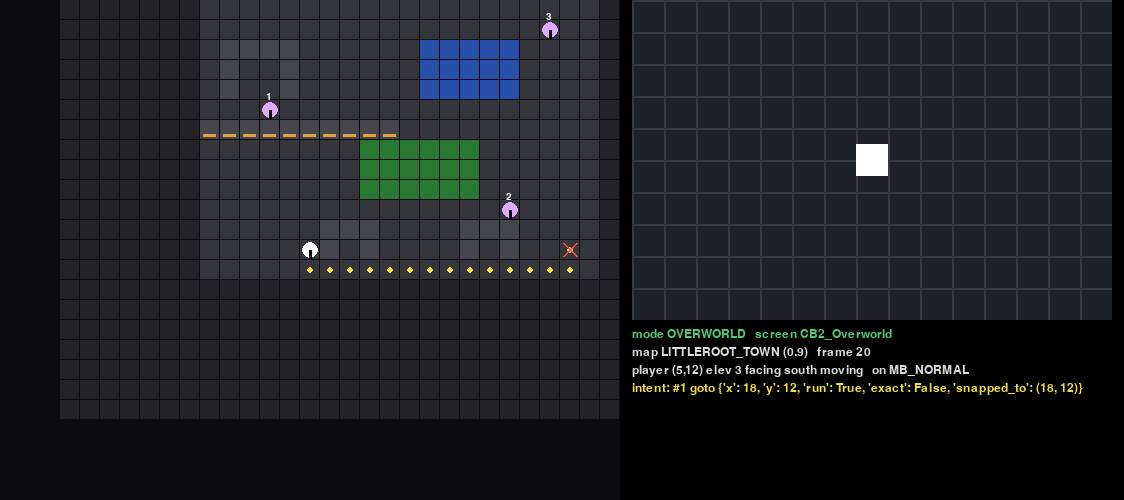 3
1
2
mode OVERWORLD screen CB2_Overworld
map LITTLEROOT_TOWN (0.9) frame 20
player (5,12) elev 3 facing south moving on MB_NORMAL
intent: #1 goto {'x': 18, 'y': 12, 'run': True, 'exact': False, 'snapped_to': (18, 12)}